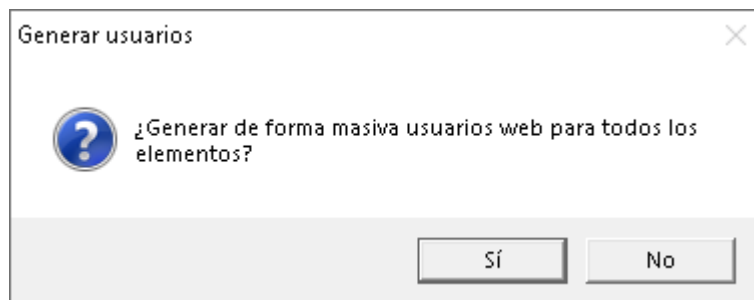 Generar usuarios
¿Generar de forma masiva usuarios web para todos los
elementos?
Sí
No